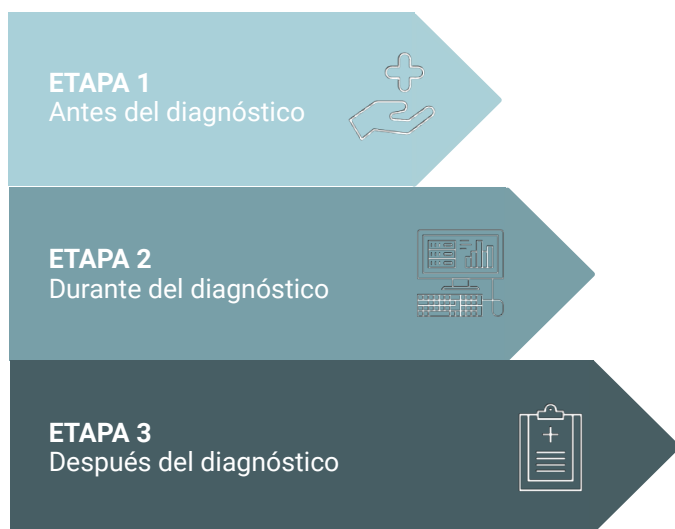 ETAPA 1
Antes del diagnóstico
ETAPA 2
Durante del diagnóstico
ETAPA 3
Después del diagnóstico